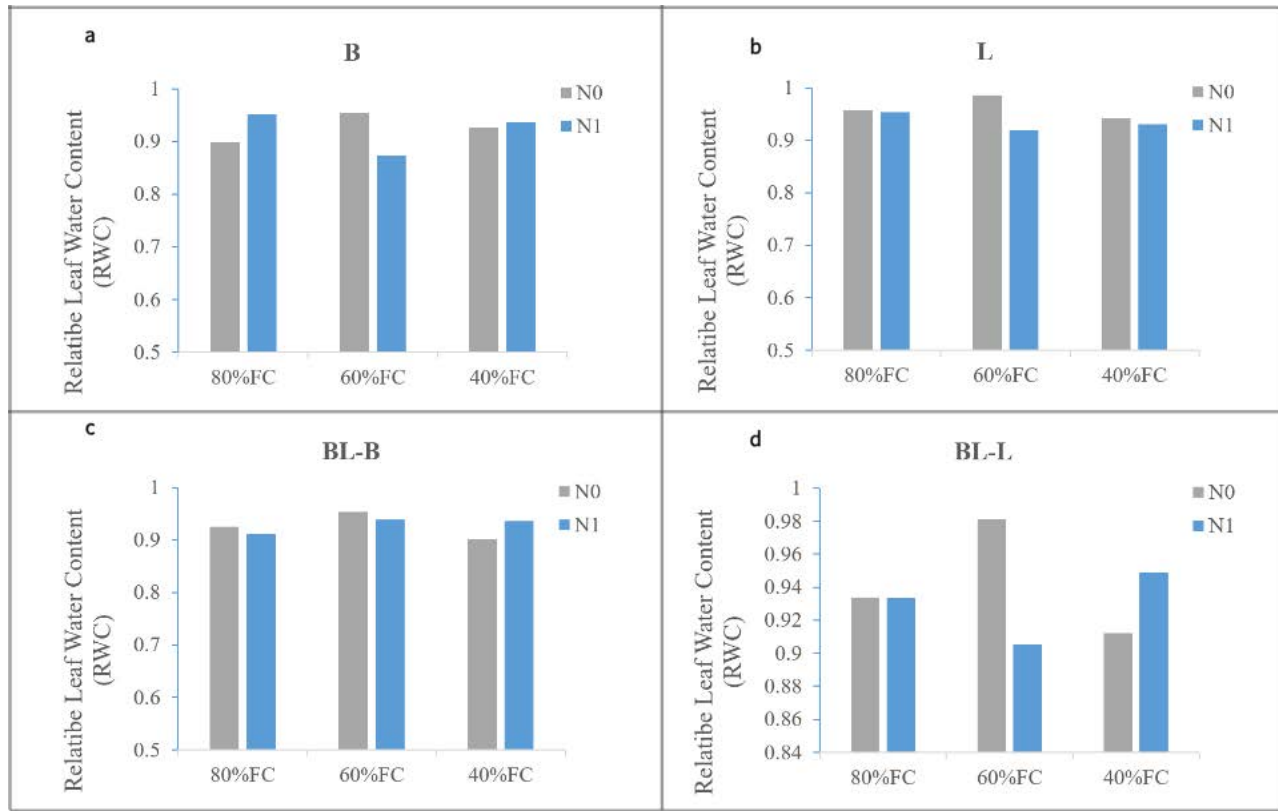 a
B
Relatibe Leaf Water Content
(RWC)
1
0.9
0.8
0.7
0.6
0.5
80%FC
60%FC
40%FC
N0
N1
b
L
Relatibe Leaf Water Content
(RWC)
1
0.9
0.8
0.7
0.6
0.5
80%FC
60%FC
40%FC
N0
N1
c
BL-B
Relatibe Leaf Water Content
(RWC)
1
0.9
0.8
0.7
0.6
0.5
80%FC
60%FC
40%FC
N0
N1
d
BL-L
Relatibe Leaf Water Content
(RWC)
1
0.98
0.96
0.94
0.92
0.9
0.88
0.86
0.84
80%FC
60%FC
40%FC
N0
N1